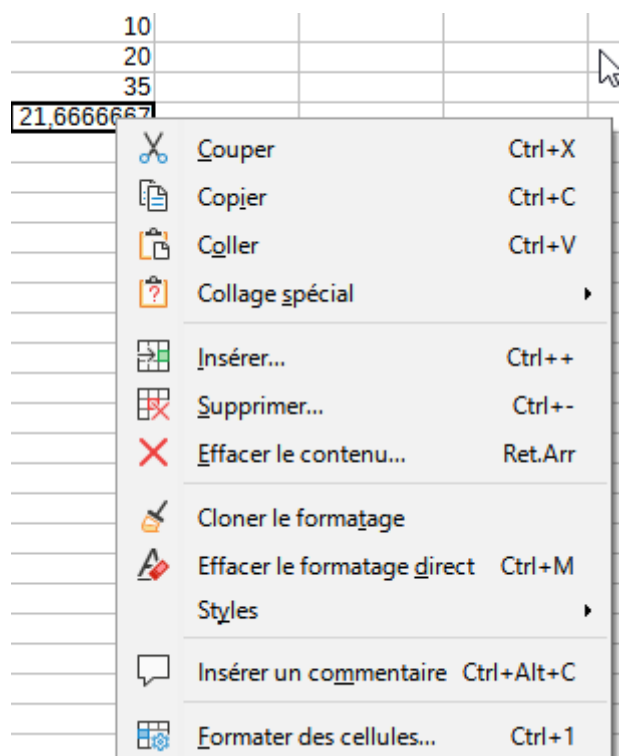 10
20
35
21,6666667
Couper Ctrl+X
Copier Ctrl+C
Coller Ctrl+V
Collage spécial
Insérer... Ctrl++
Supprimer... Ctrl+-
Effacer le contenu... Ret.Arr
Cloner le formatage
Effacer le formatage direct Ctrl+M
Styles
Insérer un commentaire Ctrl+Alt+C
Formater des cellules... Ctrl+1